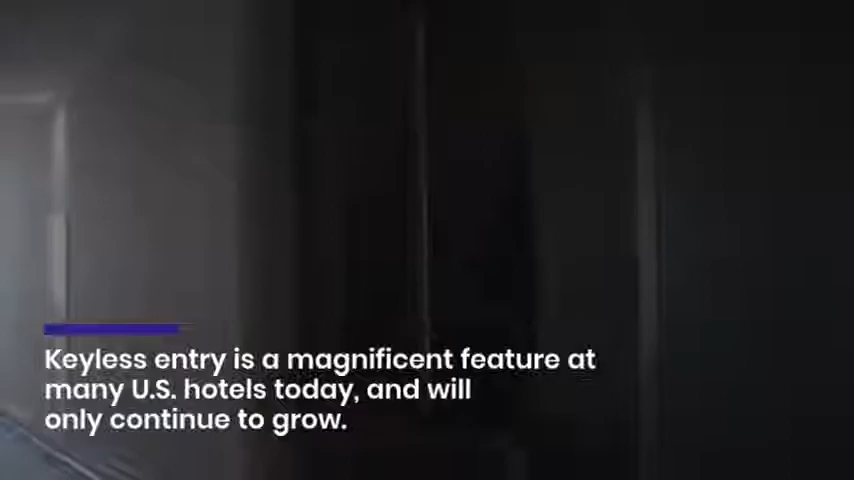 Keyless entry is a magnificent feature at
many U.S. hotels today, and will
only continue to grow.